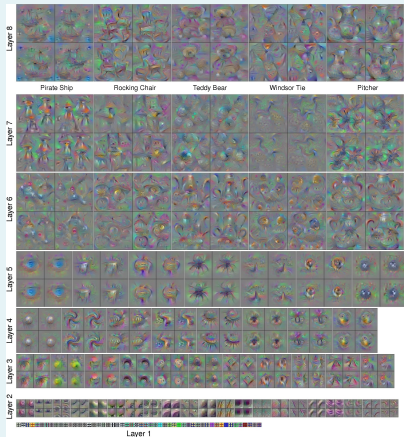 Layer 8
Pirate Ship Rocking Chair Teddy Bear Windsor Tie Pitcher
Layer 7
Layer 6
Layer 5
Layer 4
Layer 3
Layer 2
Layer 1